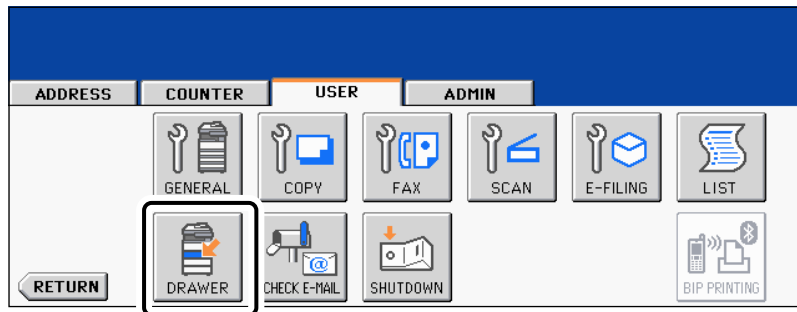 ADDRESS COUNTER USER ADMIN
GENERAL COPY FAX SCAN E-FILING LIST
@
RETURN DRAWER CHECK E-MAIL SHUTDOWN BIP PRINTING